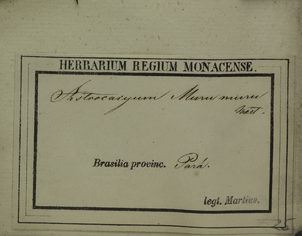 HERBARIUM REGIUM MONACENSE.
Astrocaryum Murumuru
Mart.
Brasilia provinc. Pará.
legt. Martius.